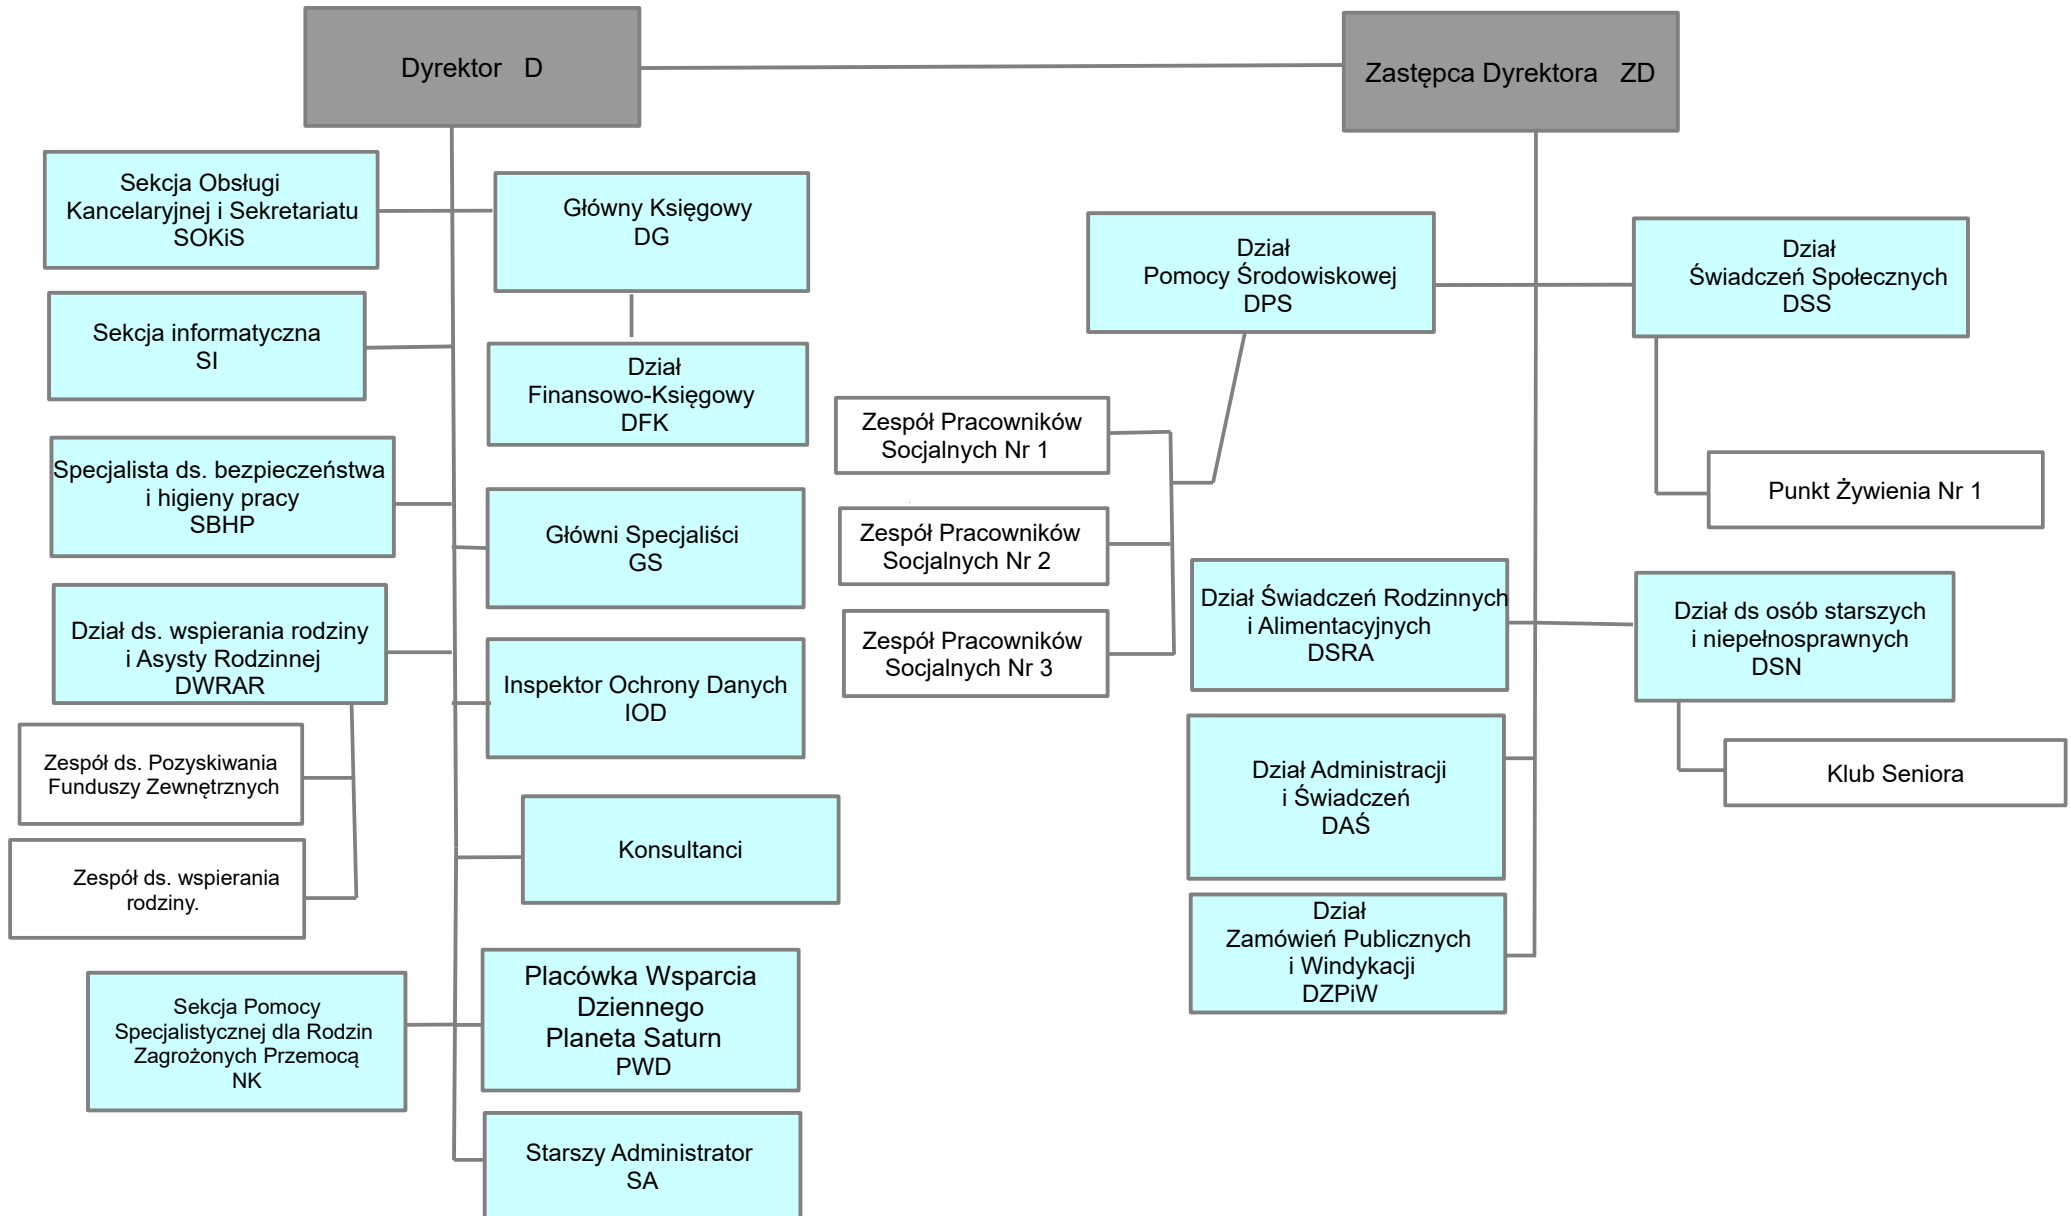 Dyrektor D
Zastępca Dyrektora ZD
Sekcja Obsługi
Kancelaryjnej i Sekretariatu
SOKiS
Główny Księgowy
DG
Sekcja informatyczna
SI
Dział
Finansowo-Księgowy
DFK
Specjalista ds. bezpieczeństwa
i higieny pracy
SBHP
Główni Specjaliści
GS
Dział ds. wspierania rodziny
i Asysty Rodzinnej
DWRAR
Inspektor Ochrony Danych
IOD
Zespół ds. Pozyskiwania
Funduszy Zewnętrznych
Zespół ds. wspierania
rodziny.
Konsultanci
Sekcja Pomocy
Specjalistycznej dla Rodzin
Zagrożonych Przemocą
NK
Placówka Wsparcia
Dziennego
Planeta Saturn
PWD
Starszy Administrator
SA
Dział
Pomocy Środowiskowej
DPS
Dział
Świadczeń Społecznych
DSS
Zespół Pracowników
Socjalnych Nr 1
Zespół Pracowników
Socjalnych Nr 2
Zespół Pracowników
Socjalnych Nr 3
Punkt Żywienia Nr 1
Dział Świadczeń Rodzinnych
i Alimentacyjnych
DSRA
Dział ds osób starszych
i niepełnosprawnych
DSN
Klub Seniora
Dział Administracji
i Świadczeń
DAŚ
Dział
Zamówień Publicznych
i Windykacji
DZPiW